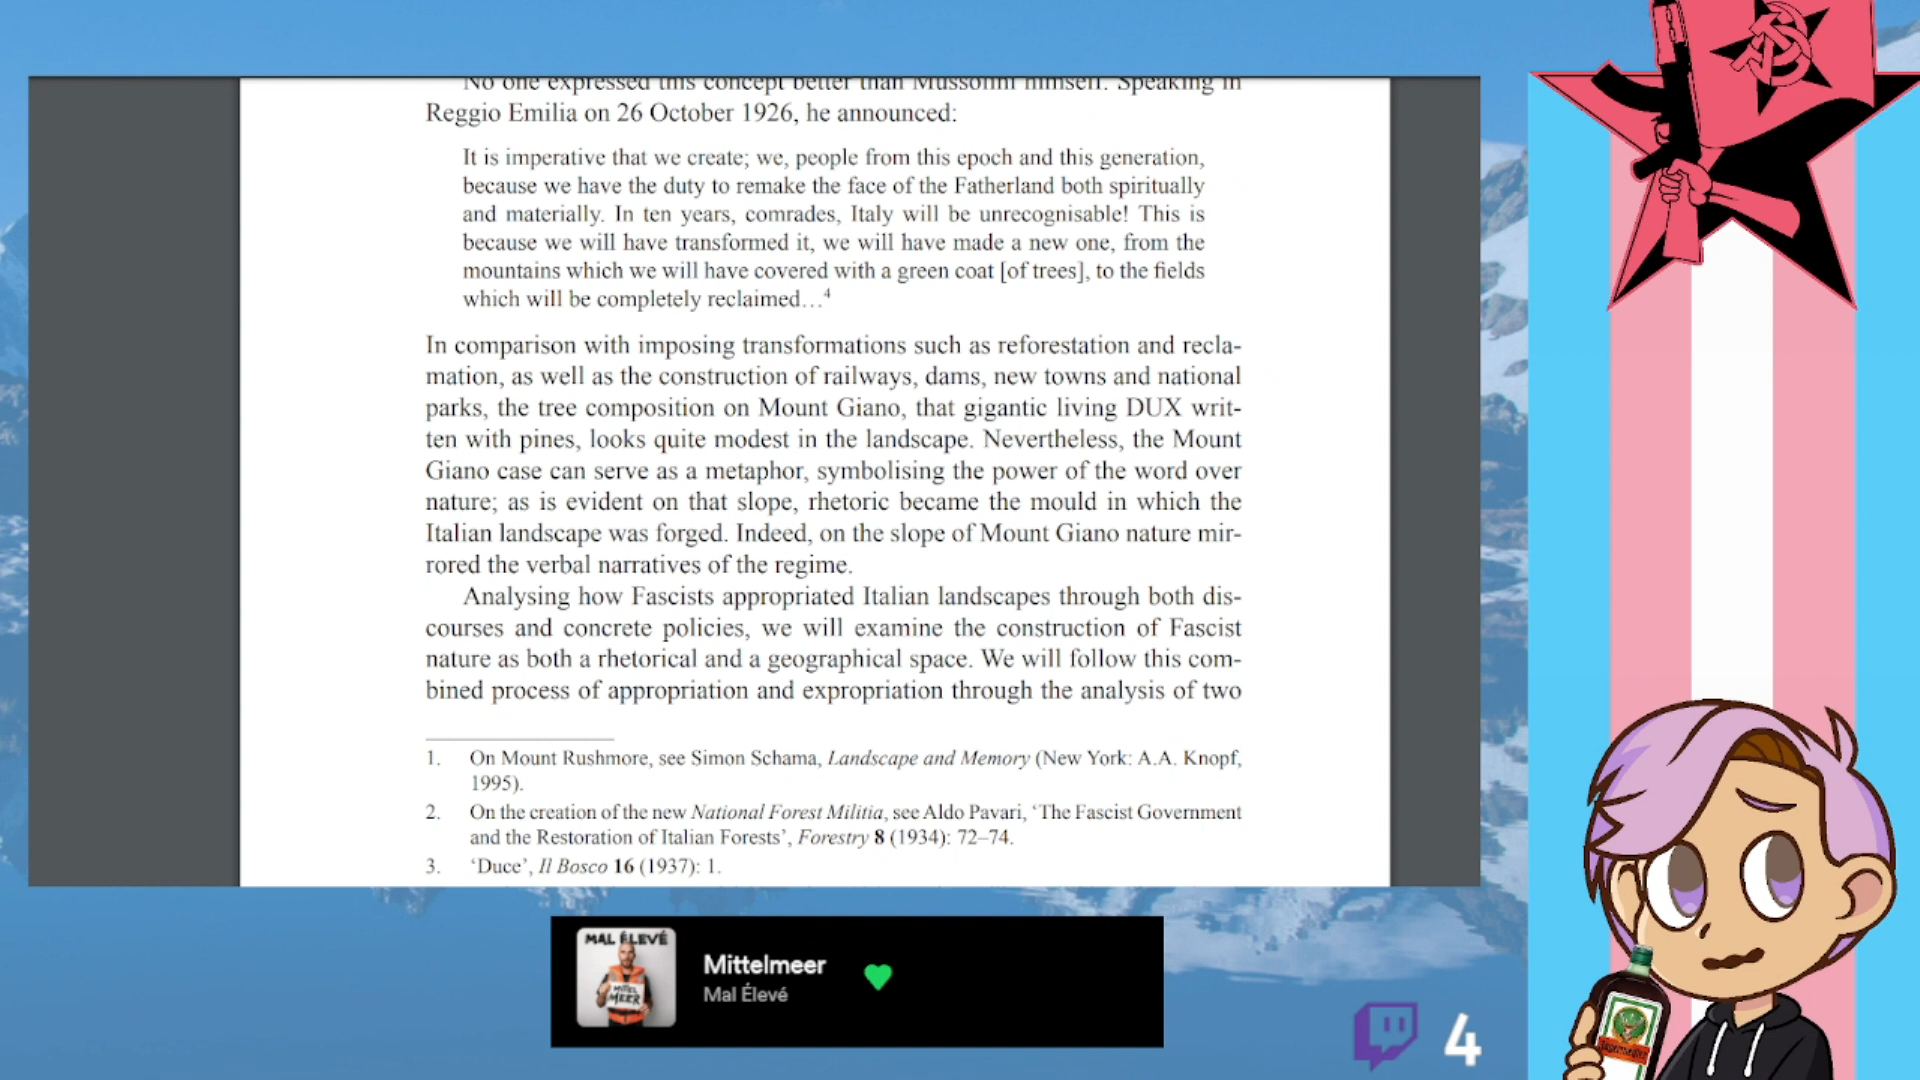 No one expressed this concept better than Mussolini himself. Speaking in
Reggio Emilia on 26 October 1926, he announced:
It is imperative that we create; we, people from this epoch and this generation,
because we have the duty to remake the face of the Fatherland both spiritually
and materially. In ten years, comrades, Italy will be unrecognisable! This is
because we will have transformed it, we will have made a new one, from the
mountains which we will have covered with a green coat [of trees], to the fields
which will be completely reclaimed…4
In comparison with imposing transformations such as reforestation and recla-
mation, as well as the construction of railways, dams, new towns and national
parks, the tree composition on Mount Giano, that gigantic living DUX writ-
ten with pines, looks quite modest in the landscape. Nevertheless, the Mount
Giano case can serve as a metaphor, symbolising the power of the word over
nature; as is evident on that slope, rhetoric became the mould in which the
Italian landscape was forged. Indeed, on the slope of Mount Giano nature mir-
rored the verbal narratives of the regime.
Analysing how Fascists appropriated Italian landscapes through both dis-
courses and concrete policies, we will examine the construction of Fascist
nature as both a rhetorical and a geographical space. We will follow this com-
bined process of appropriation and expropriation through the analysis of two
1. On Mount Rushmore, see Simon Schama, Landscape and Memory (New York: A.A. Knopf,
1995).
2. On the creation of the new National Forest Militia, see Aldo Pavari, ‘The Fascist Government
and the Restoration of Italian Forests’, Forestry 8 (1934): 72–74.
3. ‘Duce’, Il Bosco 16 (1937): 1.
MAL ÉLEVÉ
MITTEL
MEER
Mittelmeer
Mal Élevé
4